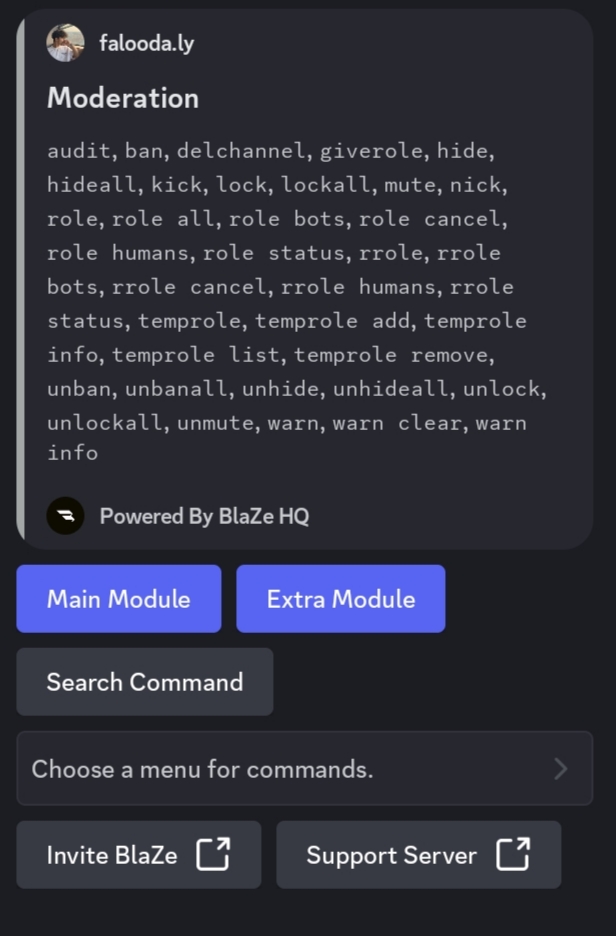 falooda.ly
Moderation
audit, ban, delchannel, giverole, hide,
hideall, kick, lock, lockall, mute, nick,
role, role all, role bots, role cancel,
role humans, role status, rrole, rrole
bots, rrole cancel, rrole humans, rrole
status, temprole, temprole add, temprole
info, temprole list, temprole remove,
unban, unbanall, unhide, unhideall, unlock,
unlockall, unmute, warn, warn clear, warn
info
Powered By BlaZe HQ
Main Module
Extra Module
Search Command
Choose a menu for commands.
Invite BlaZe
Support Server